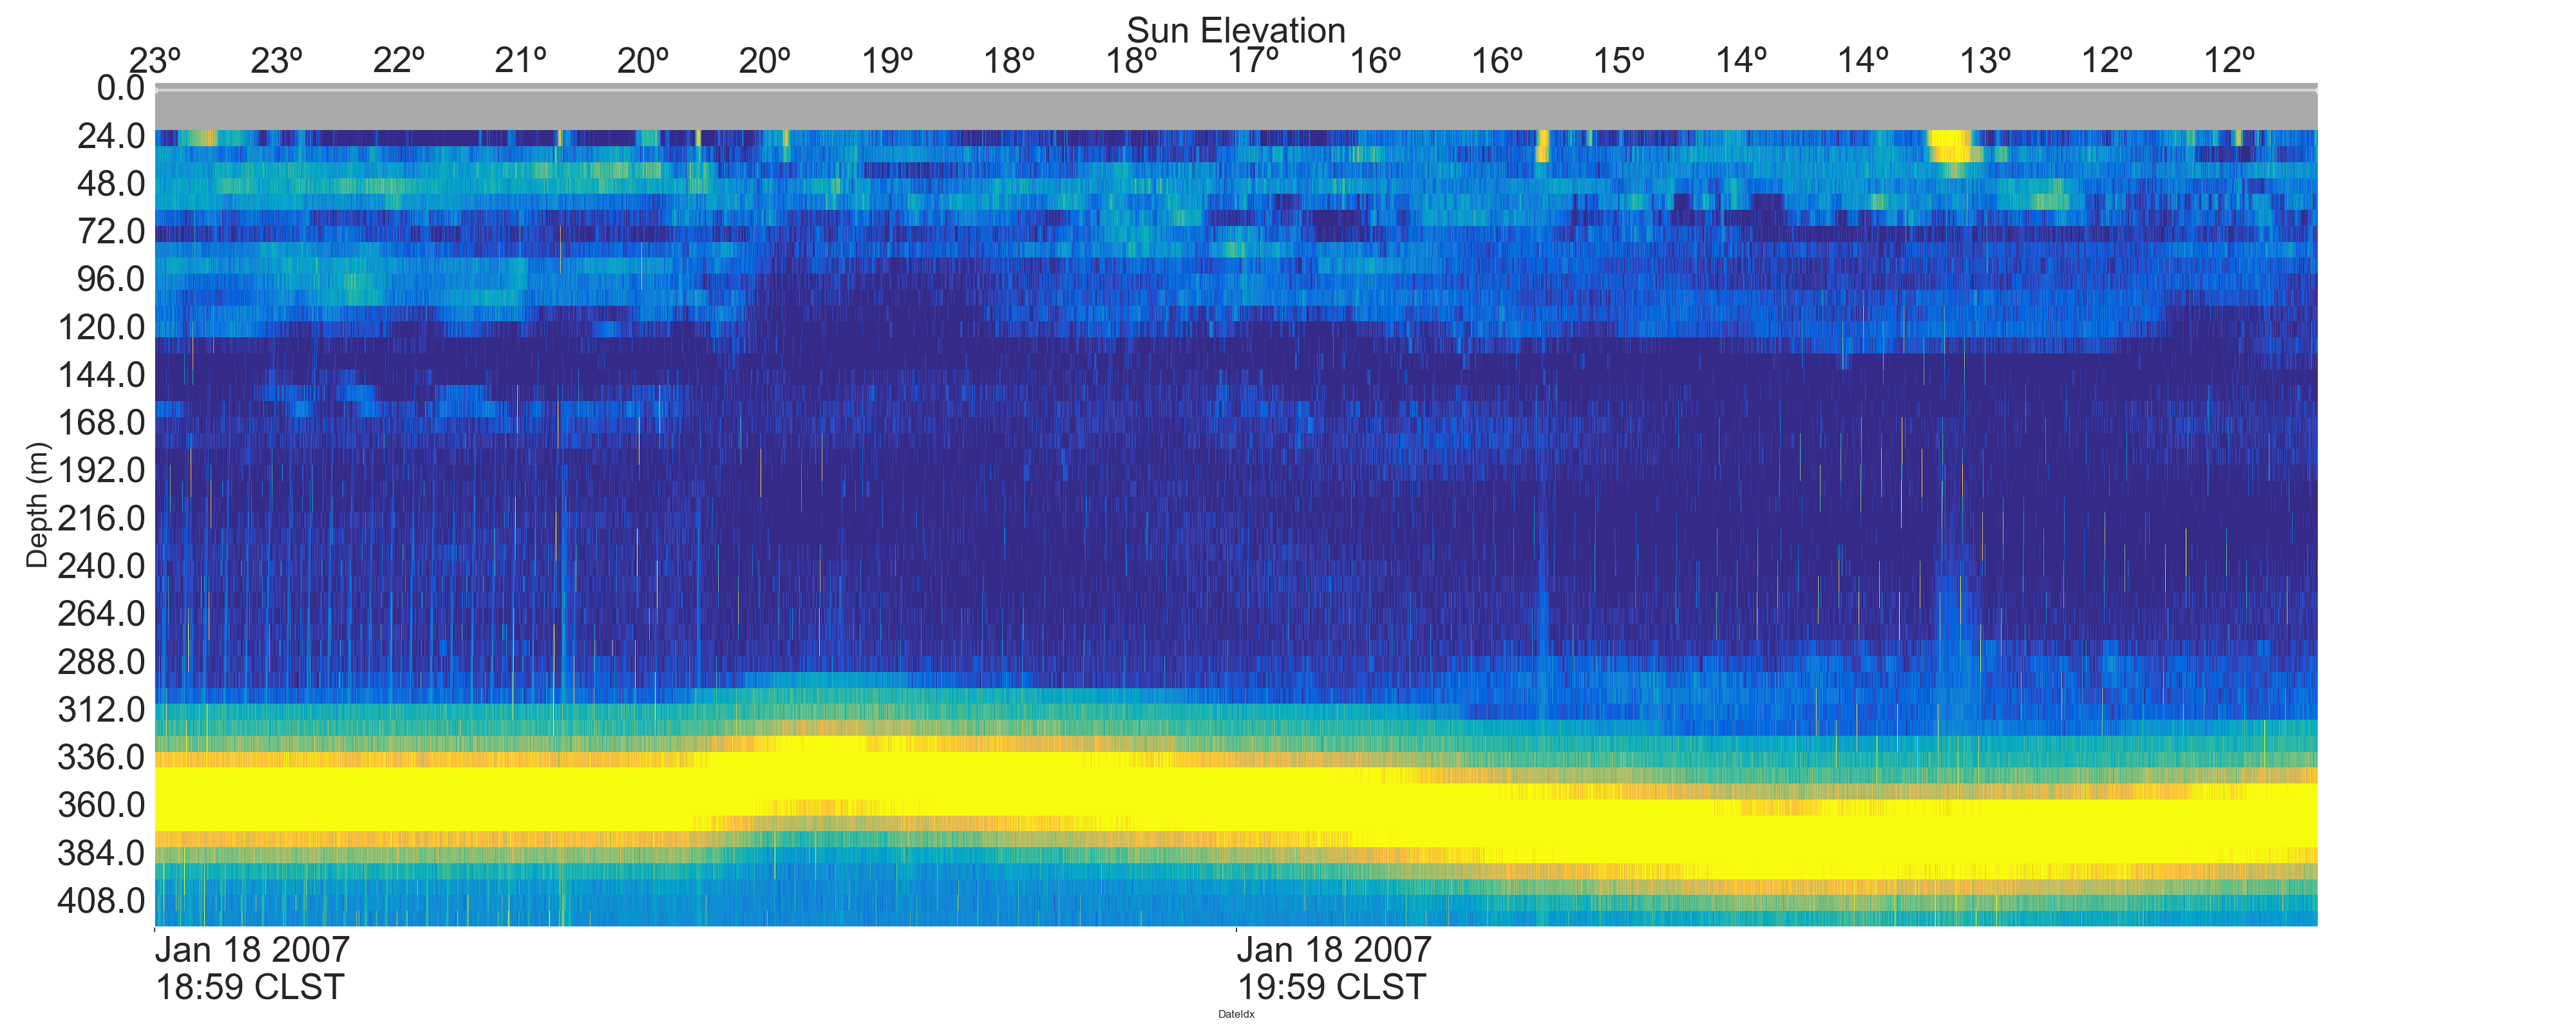 Sun Elevation
23º 23º 22º 21º 20º 20º 19º 18º 18º 17º 16º 16º 15º 14º 14º 13º 12º 12º
0.0
24.0
48.0
72.0
96.0
120.0
144.0
168.0
192.0
216.0
240.0
264.0
288.0
312.0
336.0
360.0
384.0
408.0
Depth (m)
Jan 18 2007
18:59 CLST
Jan 18 2007
19:59 CLST
DateIdx